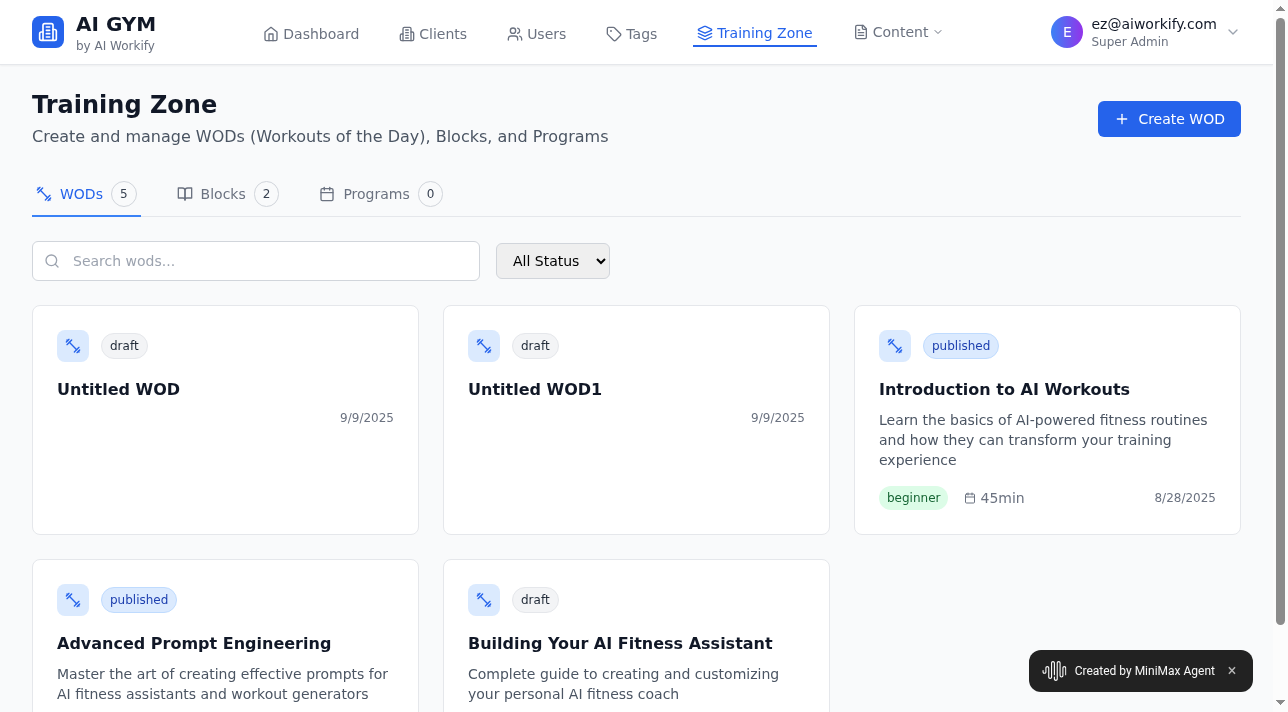 AI GYM
by AI Workify
Dashboard
Clients
Users
Tags
Training Zone
Content
E
ez@aiworkify.com
Super Admin
Training Zone
Create and manage WODs (Workouts of the Day), Blocks, and Programs
Create WOD
WODs 5
Blocks 2
Programs 0
Search wods...
All Status
draft
Untitled WOD
9/9/2025
draft
Untitled WOD1
9/9/2025
published
Introduction to AI Workouts
Learn the basics of AI-powered fitness routines
and how they can transform your training
experience
beginner
45min
8/28/2025
published
Advanced Prompt Engineering
Master the art of creating effective prompts for
AI fitness assistants and workout generators
draft
Building Your AI Fitness Assistant
Complete guide to creating and customizing
your personal AI fitness coach
Created by MiniMax Agent